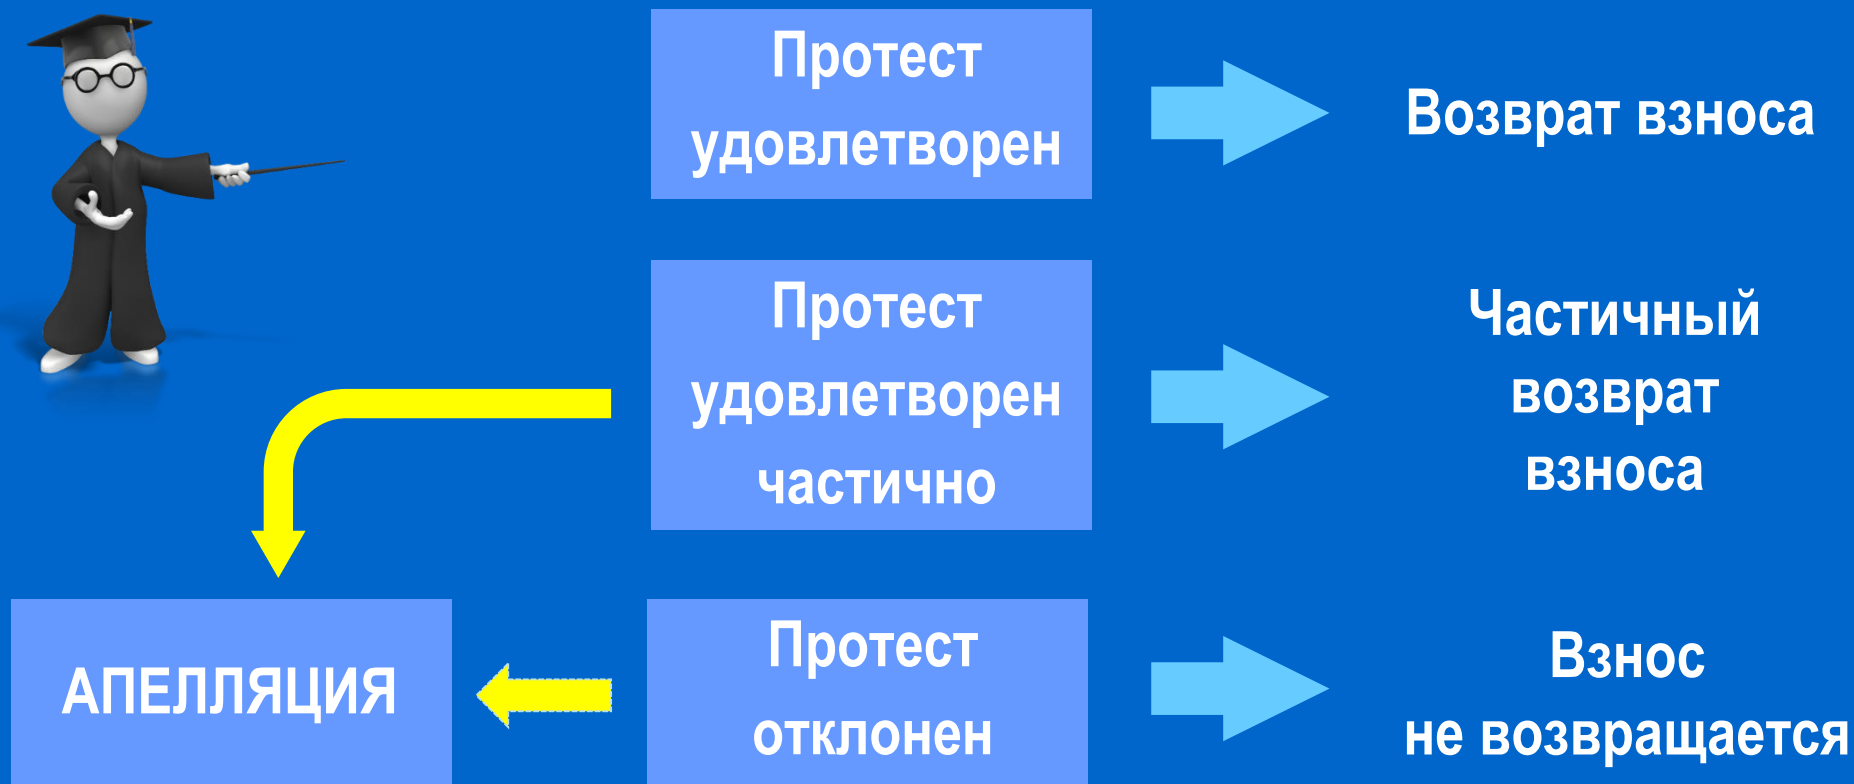 Протест
удовлетворен
Возврат взноса
Протест
удовлетворен
частично
Частичный
возврат
взноса
АПЕЛЛЯЦИЯ
Протест
отклонен
Взнос
не возвращается